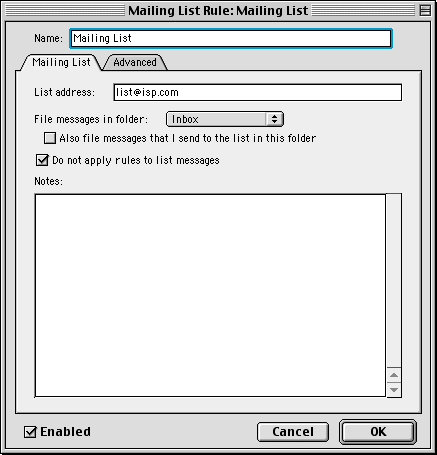 Mailing List Rule: Mailing List
Name: Mailing List
Mailing List Advanced
List address: list@isp.com
File messages in folder: Inbox
Also file messages that I send to the list in this folder
Do not apply rules to list messages
Notes:
Enabled Cancel OK